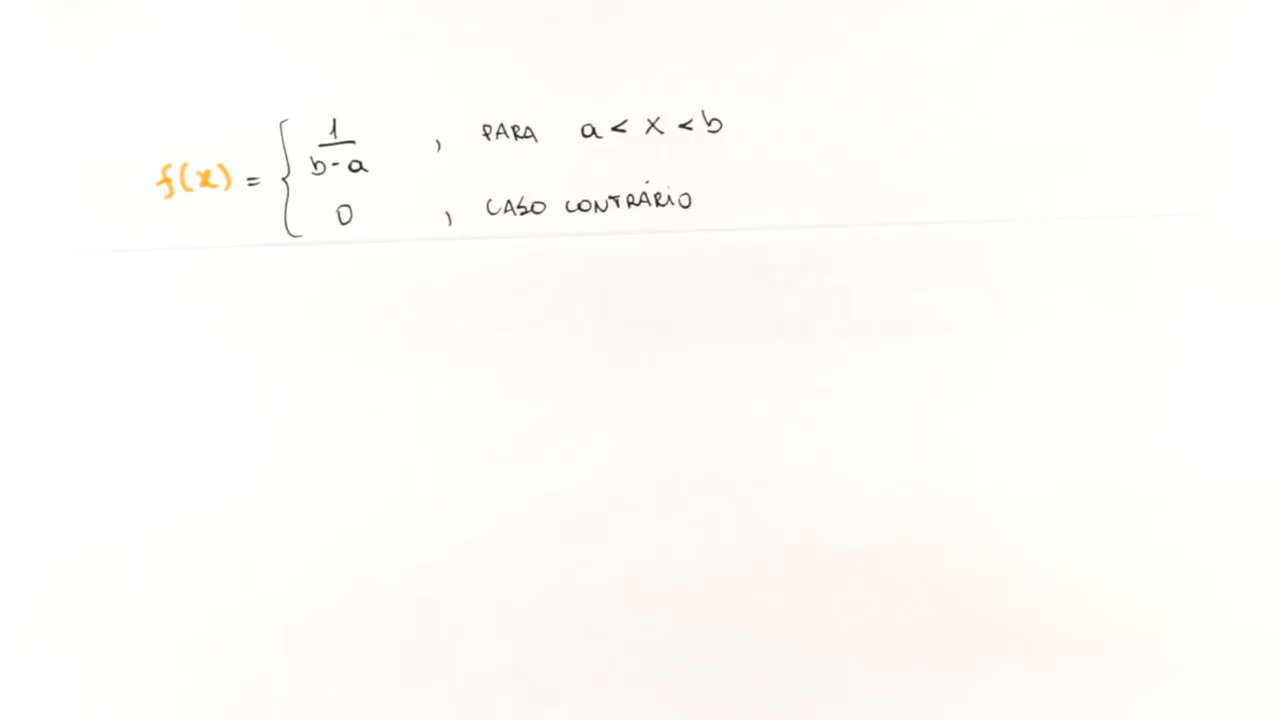 f(x) = { 1/(b-a) , PARA a < x < b
0 , CASO CONTRÁRIO